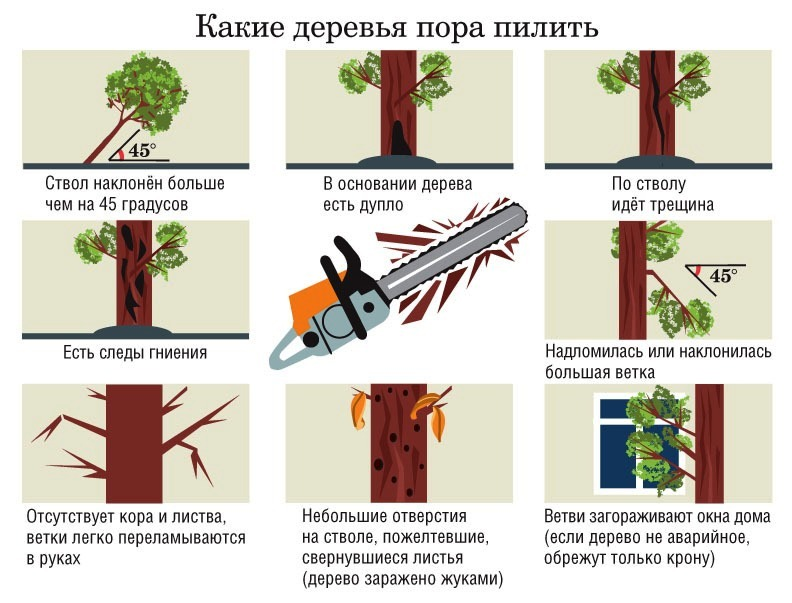 Какие деревья пора пилить
45°
Ствол наклонён больше
чем на 45 градусов
В основании дерева
есть дупло
По стволу
идёт трещина
Есть следы гниения
45°
Надломилась или наклонилась
большая ветка
Отсутствует кора и листва,
ветки легко переламываются
в руках
Небольшие отверстия
на стволе, пожелтевшие,
свернувшиеся листья
(дерево заражено жуками)
Ветви загораживают окна дома
(если дерево не аварийное,
обрежут только крону)